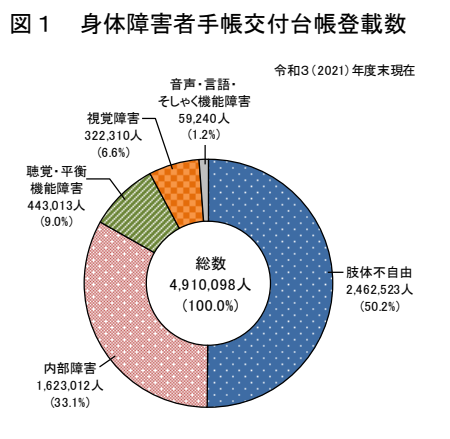 図１　身体障害者手帳交付台帳登載数
令和３（2021）年度末現在
音声・言語・
そしゃく機能障害
59,240人
（1.2%）
視覚障害
322,310人
（6.6%）
聴覚・平衡
機能障害
443,013人
（9.0%）
総数
4,910,098人
（100.0%）
肢体不自由
2,462,523人
（50.2%）
内部障害
1,623,012人
（33.1%）